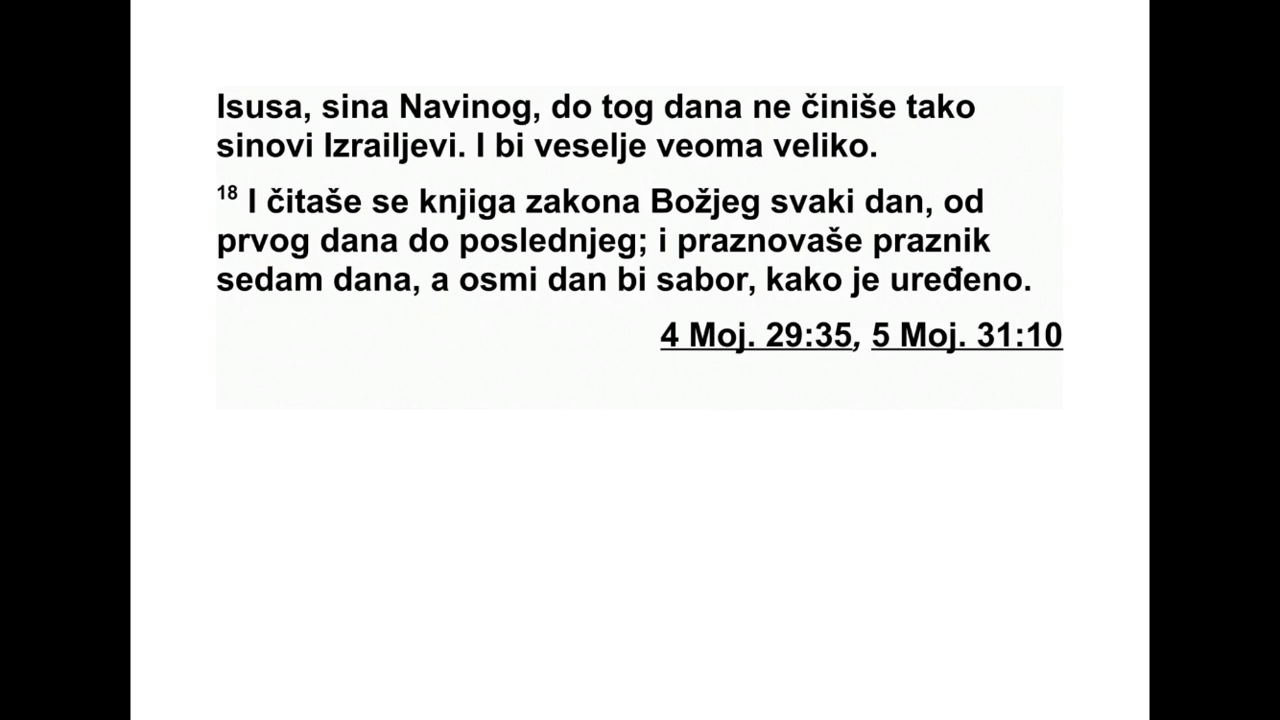 Isusa, sina Navinog, do tog dana ne činiše tako
sinovi Izrailjevi. I bi veselje veoma veliko.
18 I čitaše se knjiga zakona Božjeg svaki dan, od
prvog dana do poslednjeg; i praznovaše praznik
sedam dana, a osmi dan bi sabor, kako je uređeno.
4 Moj. 29:35, 5 Moj. 31:10